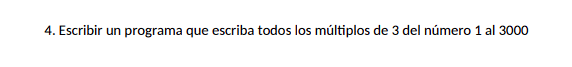 4. Escribir un programa que escriba todos los múltiplos de 3 del número 1 al 3000